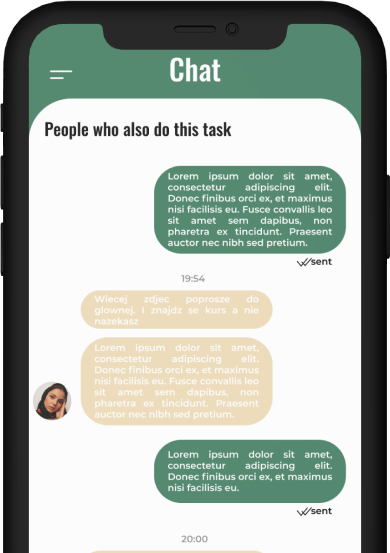 Chat
People who also do this task
Lorem ipsum dolor sit amet,
consectetur adipiscing elit.
Donec finibus orci ex, et maximus
nisi facilisis eu. Fusce convallis leo
sit amet sem dapibus, non
pharetra ex tincidunt. Praesent
auctor nec nibh sed pretium.
sent
19:54
Wiecej zdjec poprosze do
glownej. I znajdz se kurs a nie
nazekasz
Lorem ipsum dolor sit amet,
consectetur adipiscing elit.
Donec finibus orci ex, et maximus
nisi facilisis eu. Fusce convallis leo
sit amet sem dapibus, non
pharetra ex tincidunt. Praesent
auctor nec nibh sed pretium.
Lorem ipsum dolor sit amet,
consectetur adipiscing elit.
Donec finibus orci ex, et maximus
nisi facilisis eu.
sent
20:00